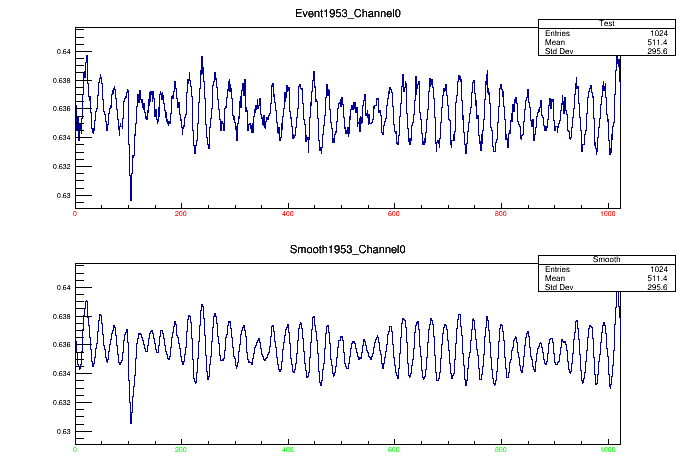 Event1953_Channel0
Test
Entries 1024
Mean 511.4
Std Dev 295.6
0.64
0.638
0.636
0.634
0.632
0.63
0 200 400 600 800 1000
Smooth1953_Channel0
Smooth
Entries 1024
Mean 511.4
Std Dev 295.6
0.64
0.638
0.636
0.634
0.632
0.63
0 200 400 600 800 1000